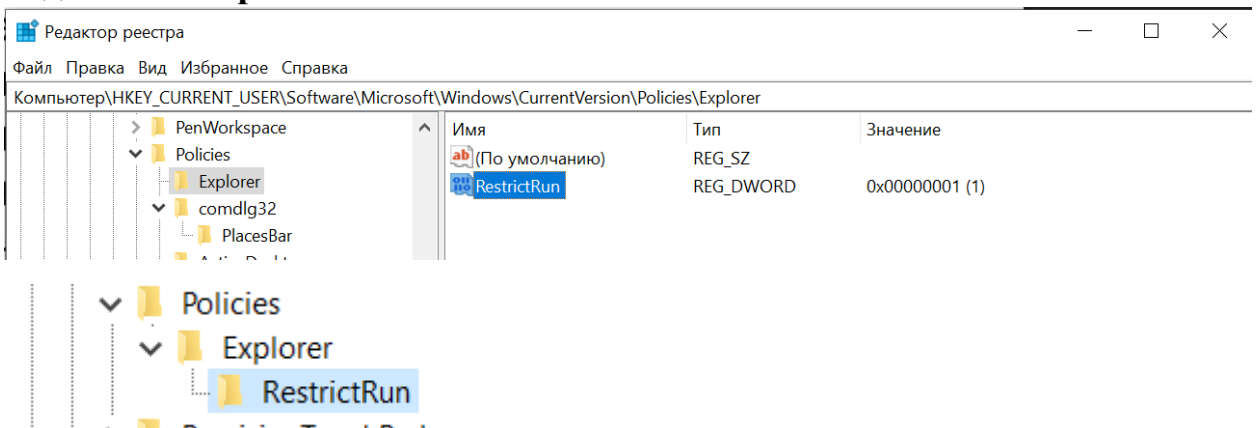 Редактор реестра
Файл Правка Вид Избранное Справка
Компьютер\HKEY_CURRENT_USER\Software\Microsoft\Windows\CurrentVersion\Policies\Explorer
PenWorkspace
Policies
Explorer
comdlg32
PlacesBar
Имя Тип Значение
(По умолчанию) REG_SZ
RestrictRun REG_DWORD 0x00000001 (1)
Policies
Explorer
RestrictRun